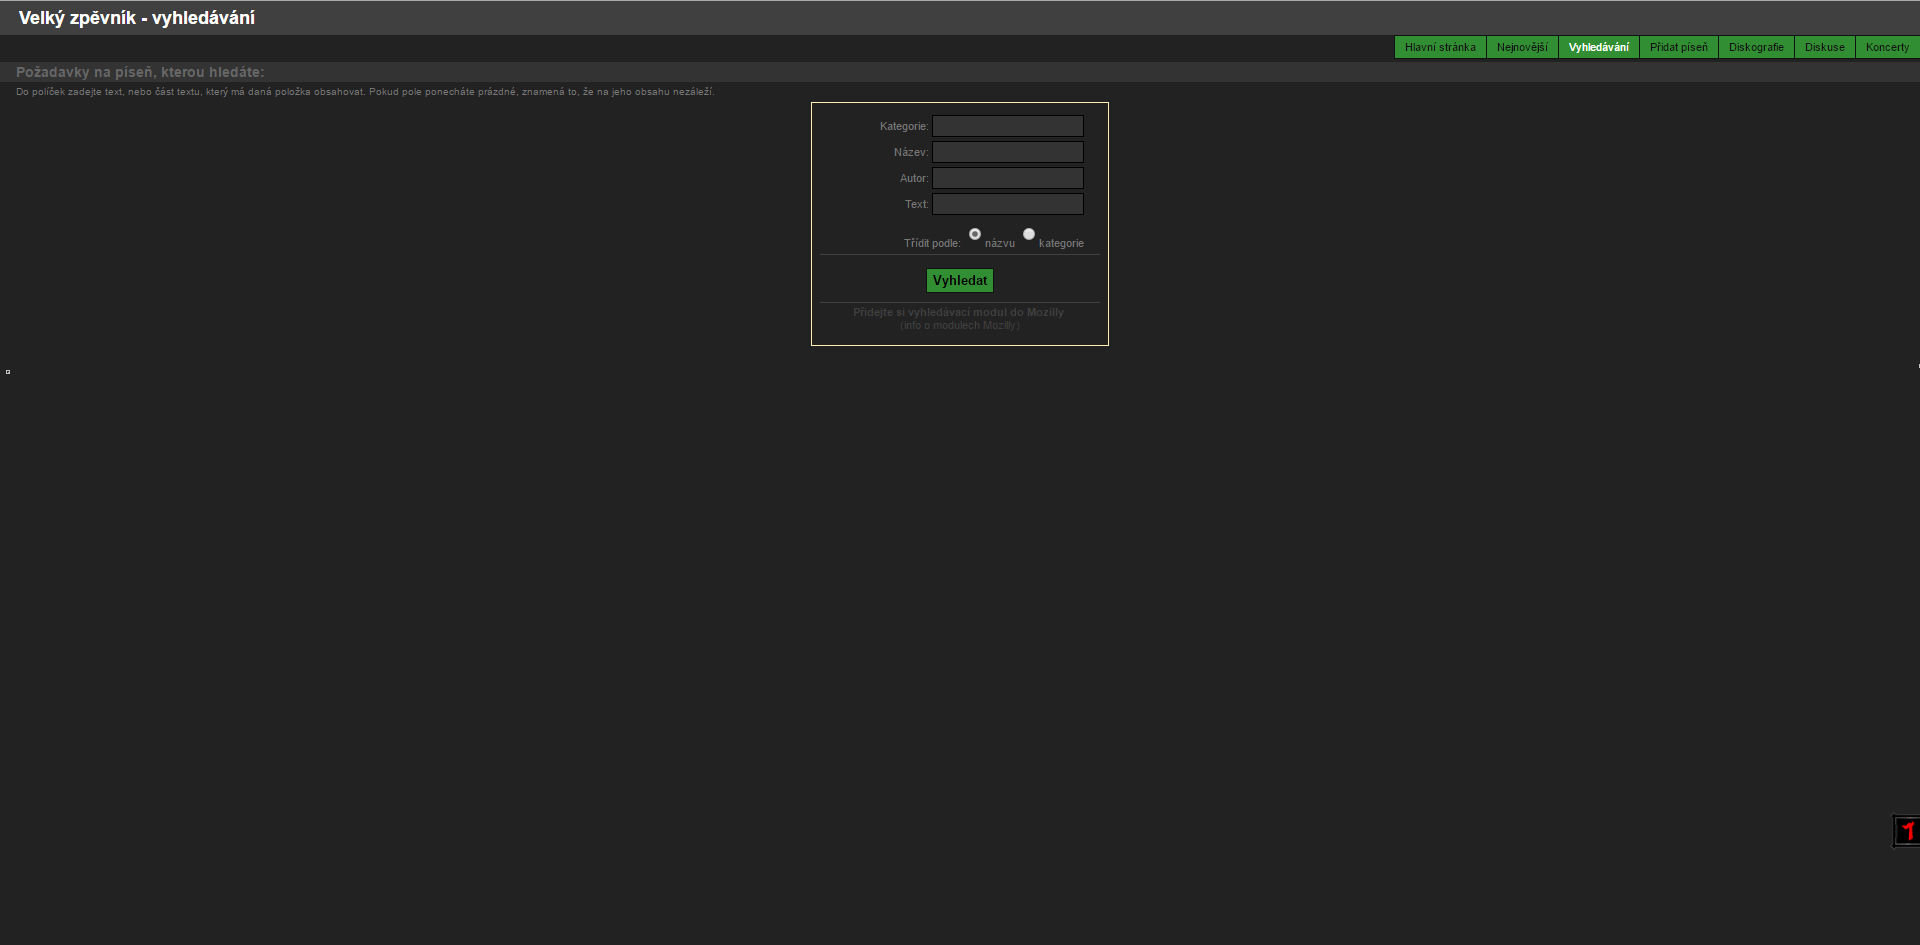 Velký zpěvník - vyhledávání
Hlavní stránka Nejnovější Vyhledávání Přidat píseň Diskografie Diskuse Koncerty
Požadavky na píseň, kterou hledáte:
Do políček zadejte text, nebo část textu, který má daná položka obsahovat. Pokud pole ponecháte prázdné, znamená to, že na jeho obsahu nezáleží.
Kategorie:
Název:
Autor:
Text:
Třídit podle: názvu kategorie
Vyhledat
Přidejte si vyhledávací modul do Mozilly
(info o modulech Mozilly)